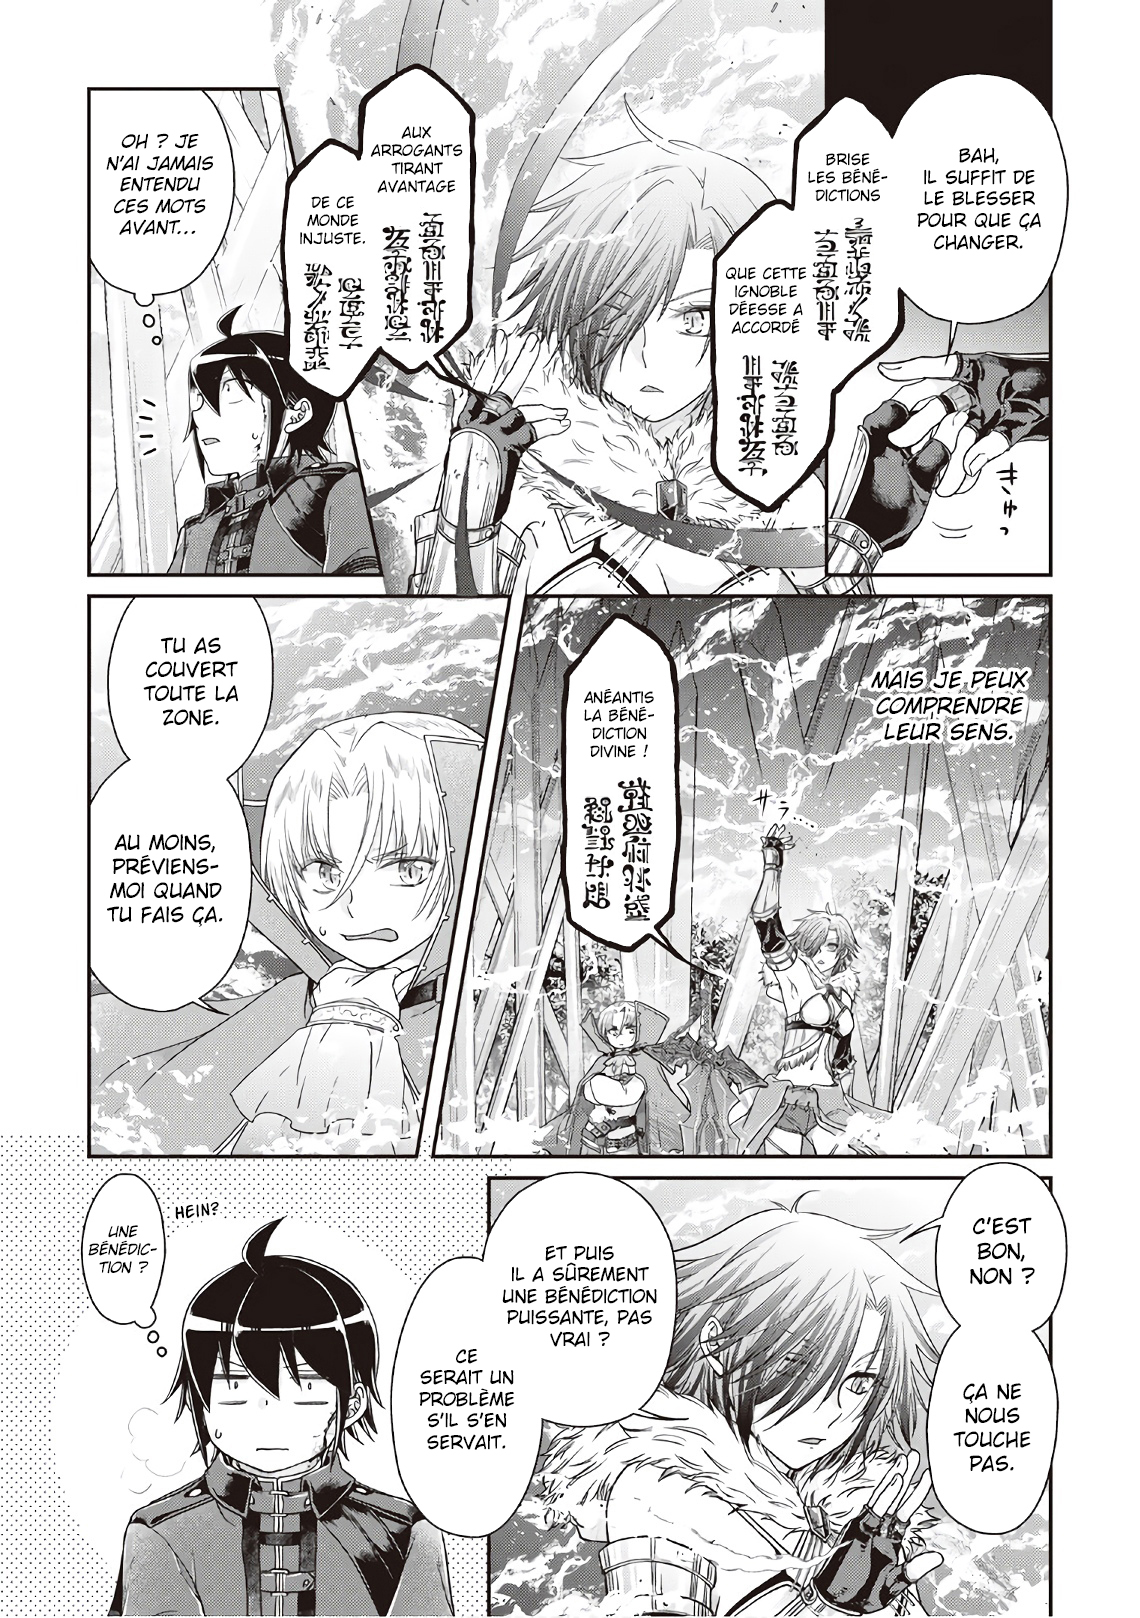 BAH,
IL SUFFIT DE
LE BLESSER
POUR QUE ÇA
CHANGER.
きゅっ
BRISE
LES BÉNÉ-
DICTIONS
QUE CETTE
IGNOBLE
DÉESSE A
ACCORDÉ
AUX
ARROGANTS
TIRANT
AVANTAGE
DE CE
MONDE
INJUSTE.
OH ? JE
N'AI JAMAIS
ENTENDU
CES MOTS
AVANT...
MAIS JE PEUX
COMPRENDRE
LEUR SENS.
ANÉANTIS
LA BÉNÉ-
DICTION
DIVINE !
TU AS
COUVERT
TOUTE LA
ZONE.
AU MOINS,
PRÉVIENS-
MOI QUAND
TU FAIS ÇA.
C'EST
BON,
NON ?
ÇA NE
NOUS
TOUCHE
PAS.
ET PUIS
IL A SÛREMENT
UNE BÉNÉDICTION
PUISSANTE, PAS
VRAI ?
CE
SERAIT UN
PROBLÈME
S'IL S'EN
SERVAIT.
HEIN?
UNE
BÉNÉDIC-
TION ?